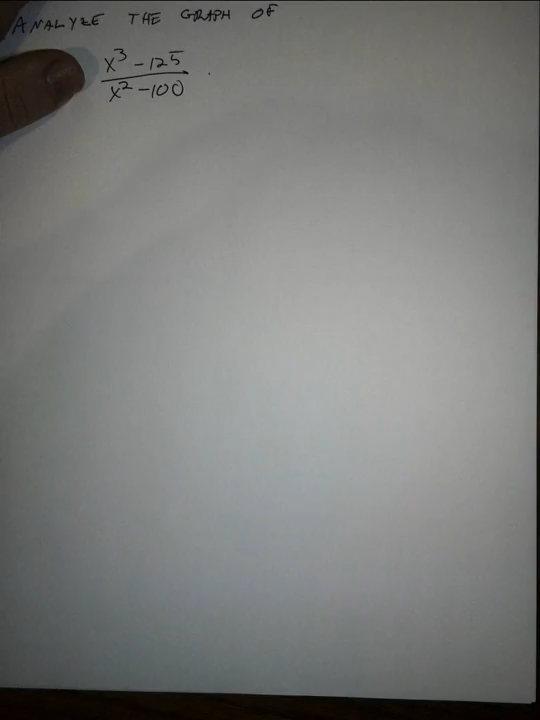 ANALYZE THE GRAPH OF
x³ - 125
x² - 100